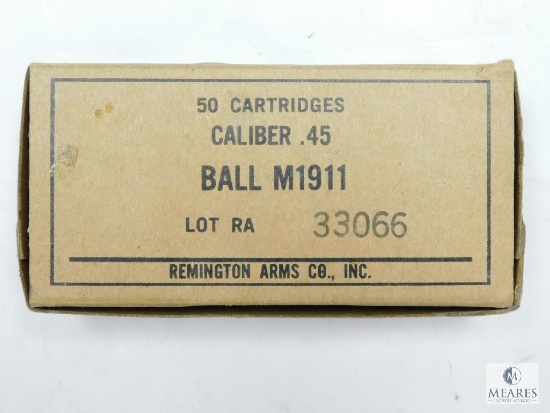 50 CARTRIDGES
CALIBER .45
BALL M1911
LOT RA 33066
REMINGTON ARMS CO., INC.
M
MEARES